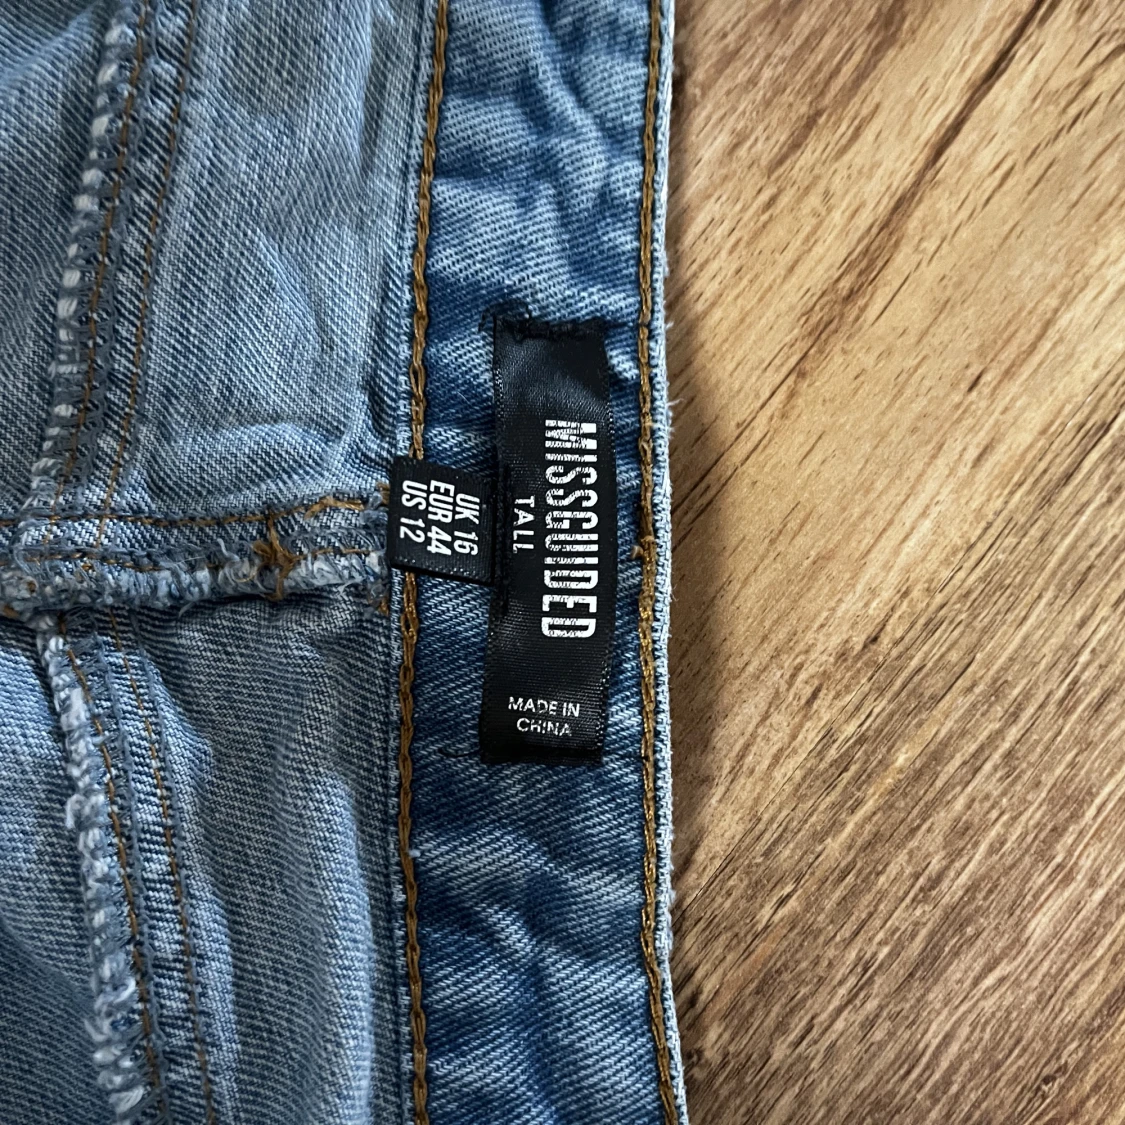 MISSGUIDED
TALL
MADE IN
CHINA
UK 16
EUR 44
US 12